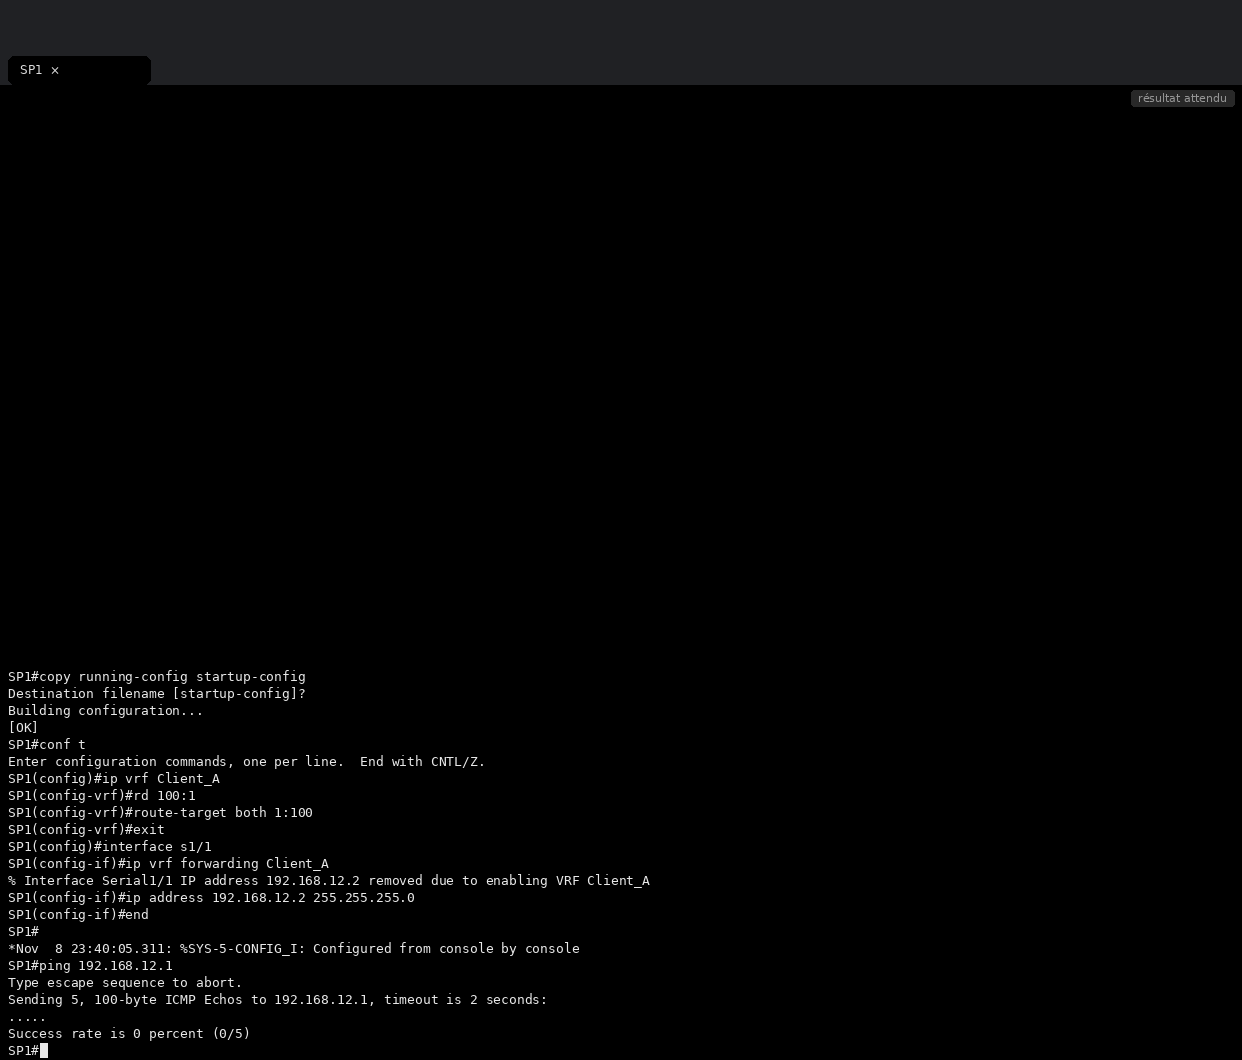 SP1 ×
résultat attendu
SP1#copy running-config startup-config
Destination filename [startup-config]?
Building configuration...
[OK]
SP1#conf t
Enter configuration commands, one per line.  End with CNTL/Z.
SP1(config)#ip vrf Client_A
SP1(config-vrf)#rd 100:1
SP1(config-vrf)#route-target both 1:100
SP1(config-vrf)#exit
SP1(config)#interface s1/1
SP1(config-if)#ip vrf forwarding Client_A
% Interface Serial1/1 IP address 192.168.12.2 removed due to enabling VRF Client_A
SP1(config-if)#ip address 192.168.12.2 255.255.255.0
SP1(config-if)#end
SP1#
*Nov  8 23:40:05.311: %SYS-5-CONFIG_I: Configured from console by console
SP1#ping 192.168.12.1
Type escape sequence to abort.
Sending 5, 100-byte ICMP Echos to 192.168.12.1, timeout is 2 seconds:
.....
Success rate is 0 percent (0/5)
SP1#